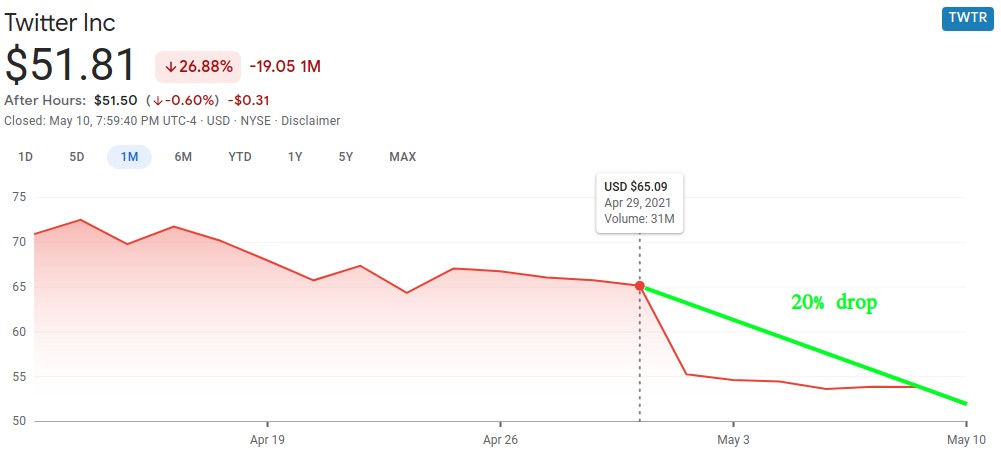 Twitter Inc
TWTR
$51.81 ↓26.88% -19.05 1M
After Hours: $51.50 (↓-0.60%) -$0.31
Closed: May 10, 7:59:40 PM UTC-4 · USD · NYSE · Disclaimer
1D 5D 1M 6M YTD 1Y 5Y MAX
USD $65.09
Apr 29, 2021
Volume: 31M
75
70
65
60
55
50
20% drop
Apr 19 Apr 26 May 3 May 10